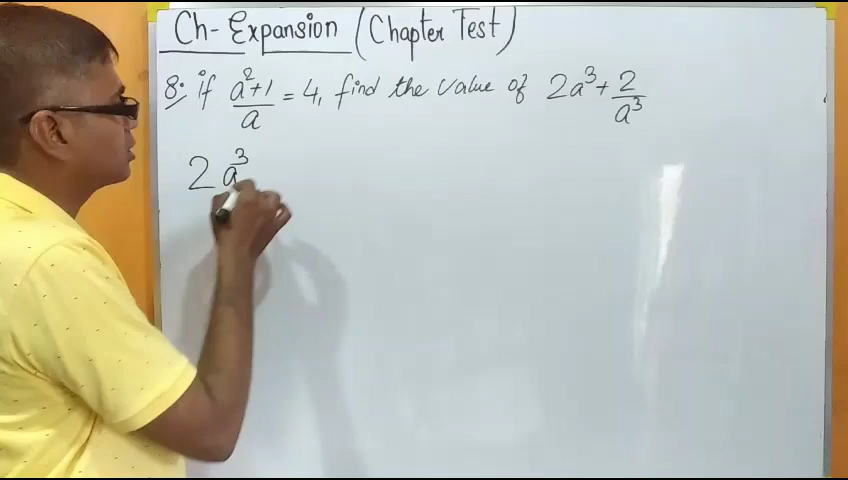 Ch- Expansion (Chapter Test)
8: if (a²+1)/a = 4, find the value of 2a³ + 2/a³
2a³